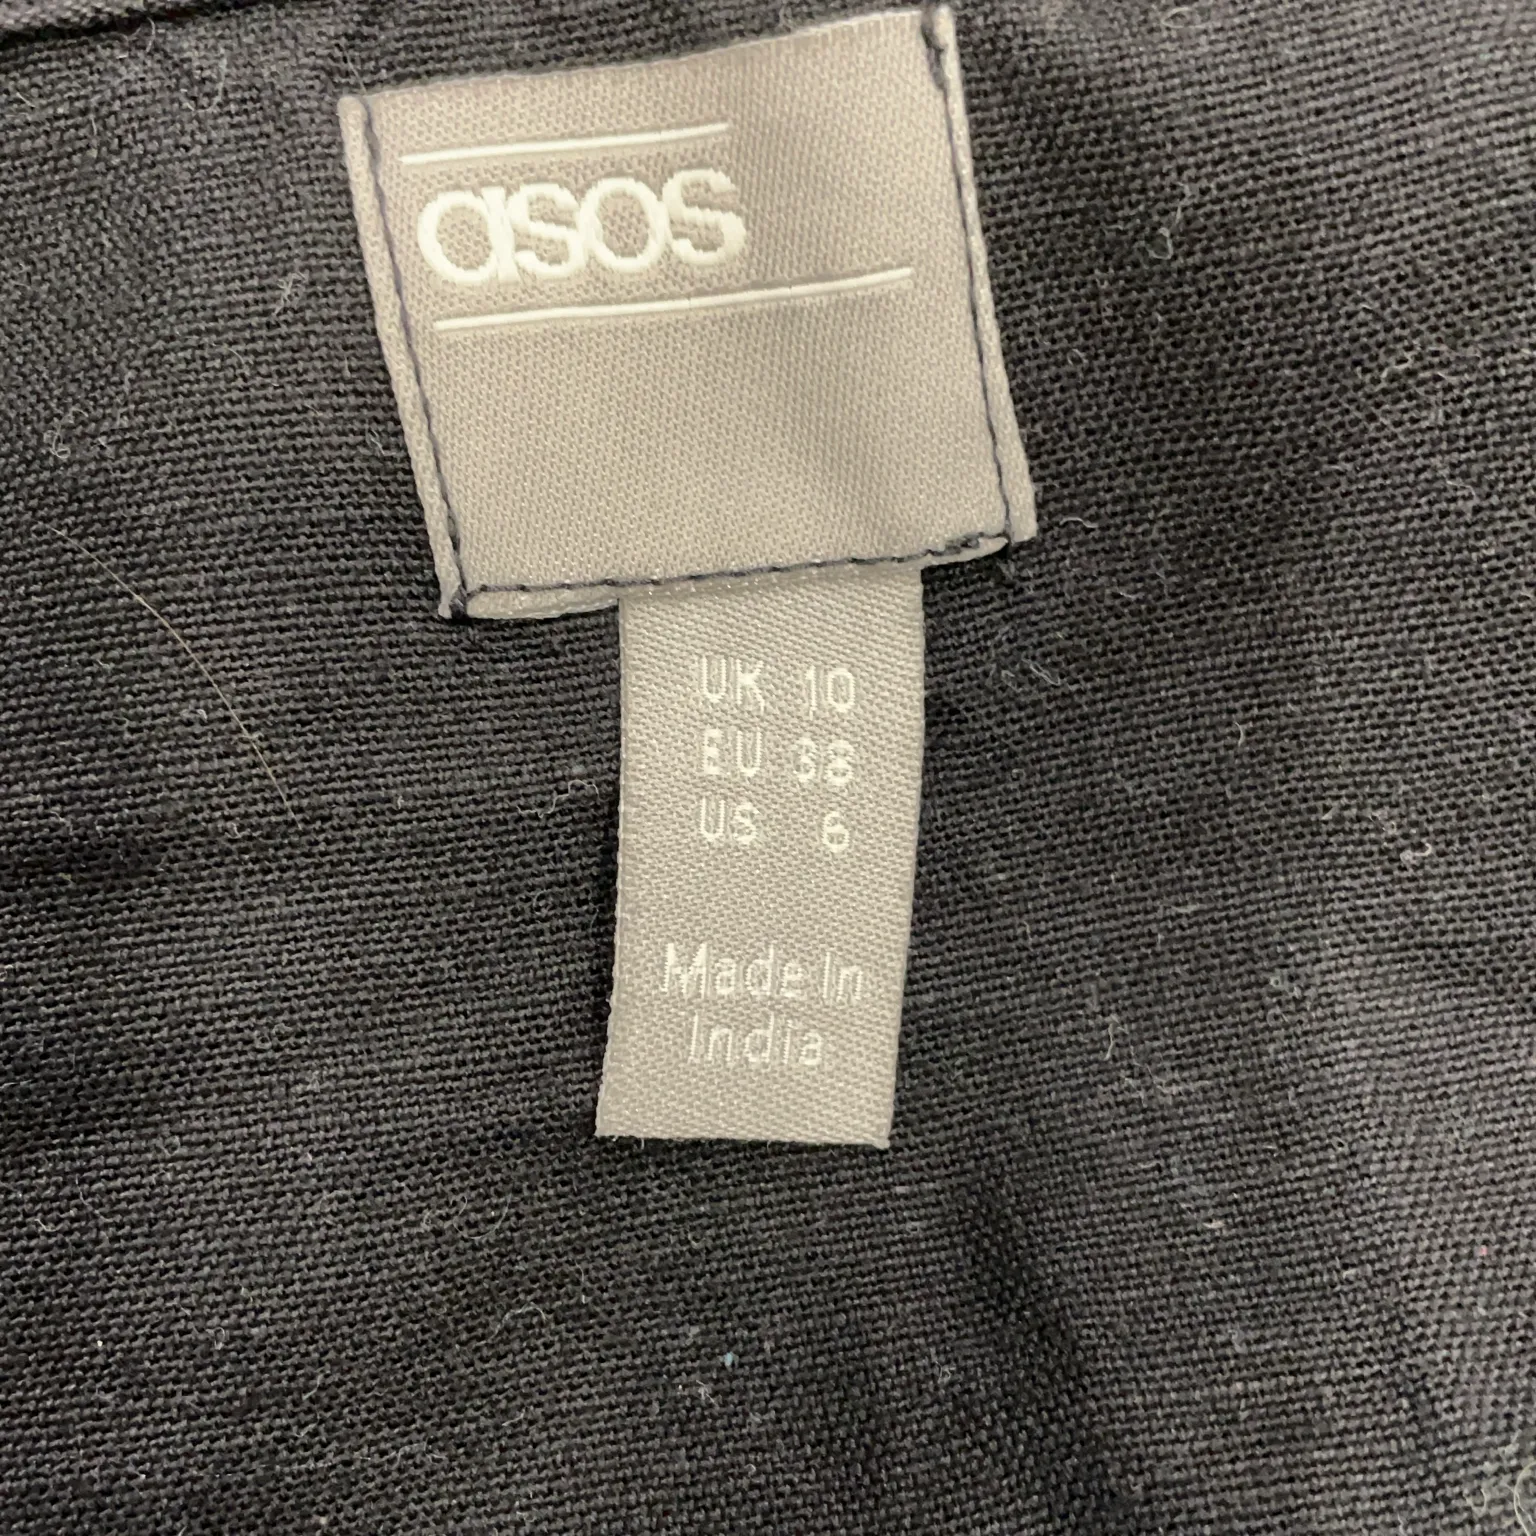 asos
UK 10
EU 38
US 6
Made In
India